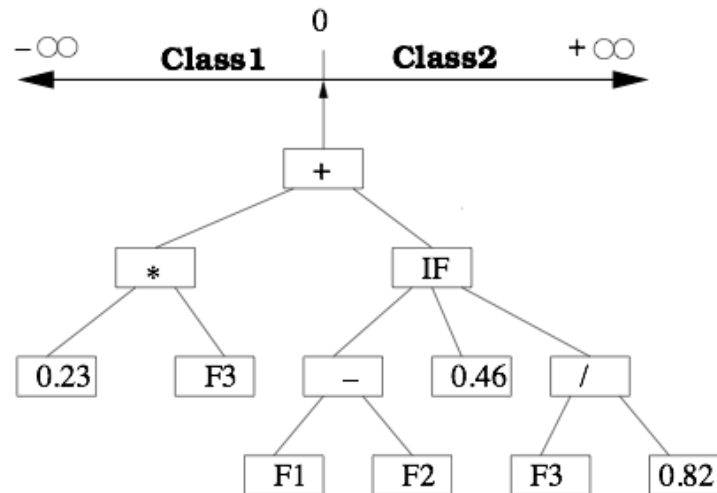 0
– ∞ Class1 Class2 + ∞
+
* IF
0.23 F3 – 0.46 /
F1 F2 F3 0.82